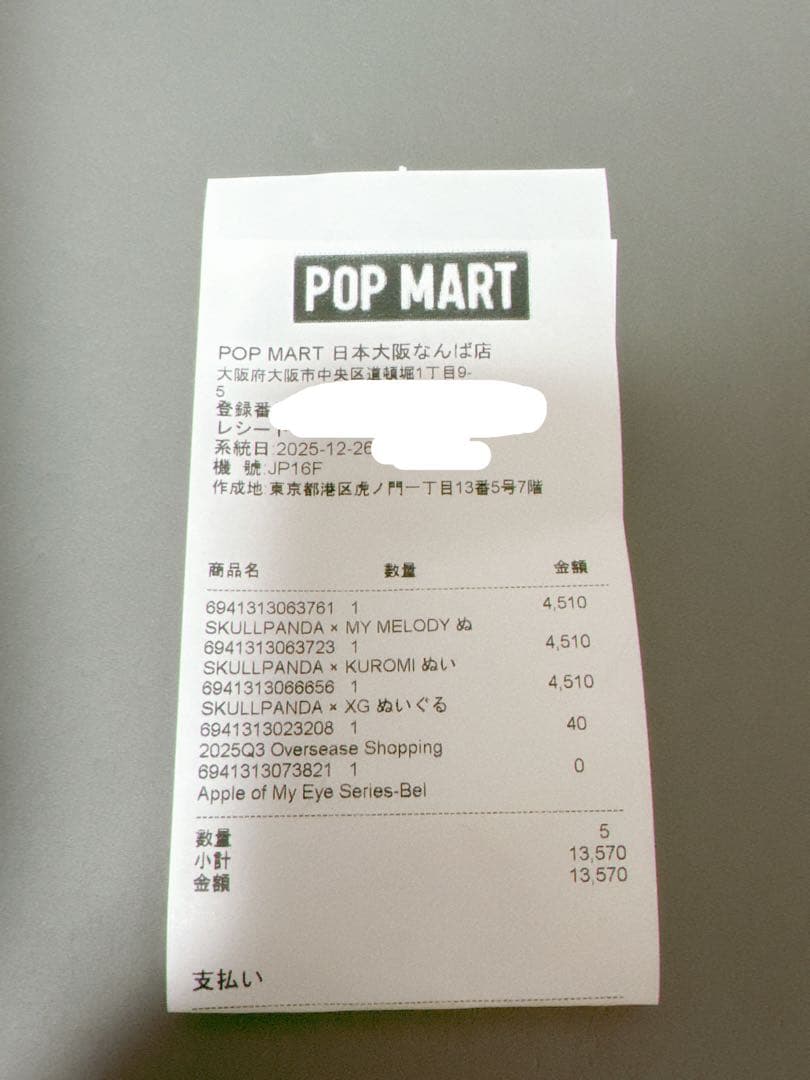 POP MART
POP MART 日本大阪なんば店
大阪府大阪市中央区道頓堀1丁目9-
5
登録番
レシー
系統日:2025-12-26
機 號:JP16F
作成地:東京都港区虎ノ門一丁目13番5号7階
商品名 數量 金額
6941313063761 1 4,510
SKULLPANDA × MY MELODY ぬ
6941313063723 1 4,510
SKULLPANDA × KUROMI ぬい
6941313066656 1 4,510
SKULLPANDA × XG ぬいぐる
6941313023208 1 40
2025Q3 Oversease Shopping
6941313073821 1 0
Apple of My Eye Series-Bel
数量 5
小計 13,570
金額 13,570
支払い